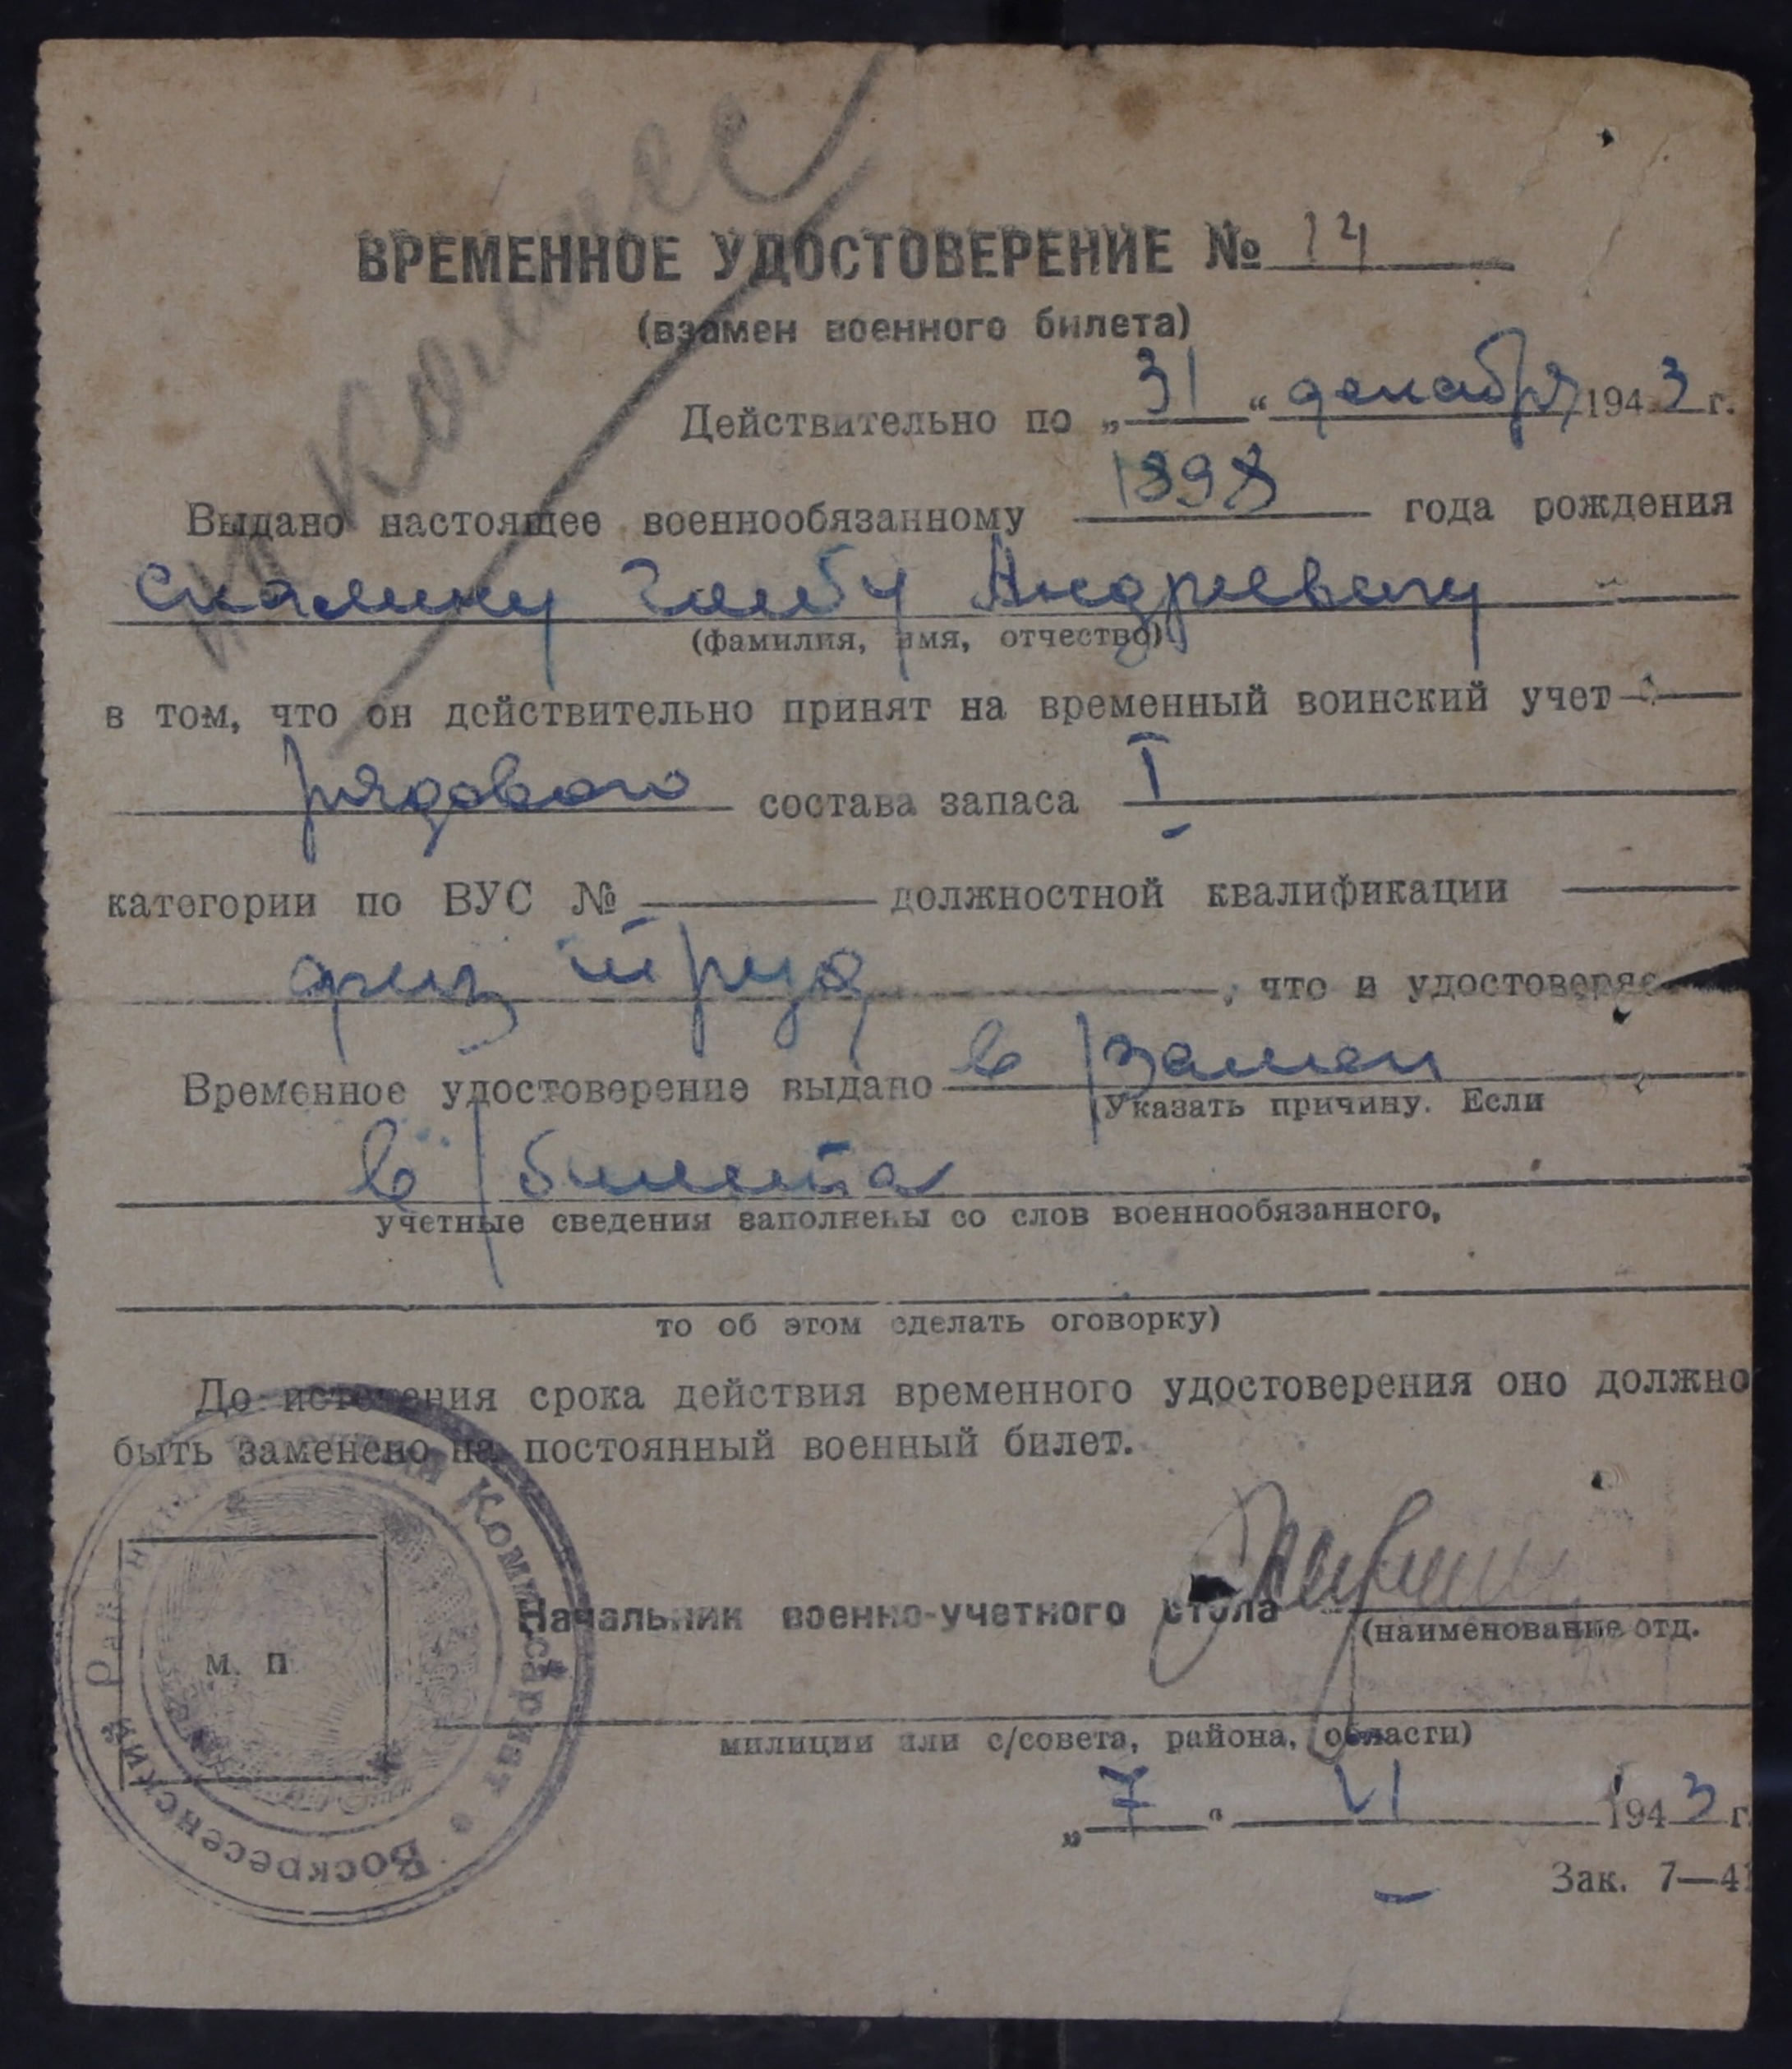 ВРЕМЕННОЕ УДОСТОВЕРЕНИЕ № 14
(взамен военного билета)
Действительно по „31“ декабря 1943 г.
Выдано настоящее военнообязанному 1898 года рождения
Скалину Глебу Андреевичу
(фамилия, имя, отчество)
в том, что он действительно принят на временный воинский учет
рядового состава запаса I
категории по ВУС № должностной квалификации
физ труд, что и удостоверяе
Временное удостоверение выдано в/взамен
(Указать причину. Если
в/билета
учетные сведения заполнены со слов военнообязанного,
то об этом сделать оговорку)
До истечения срока действия временного удостоверения оно должно
быть заменено на постоянный военный билет.
Начальник военно-учетного стола
(наименование отд.
м. п
милиции или с/совета, района, области)
„7“ VI 1943 г.
Зак. 7—41
Воскресенский Районный Военный Комиссариат